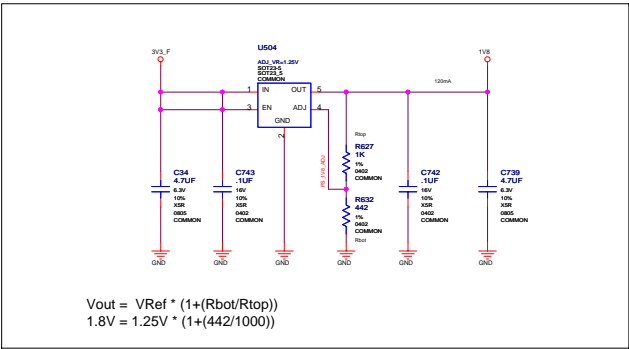 3V3_F
U504
1V8
ADJ_VR=1.25V
SOT23-5
SOT23_5
COMMON
120mA
1 IN OUT 5
3 EN ADJ 4
GND
2
Rtop
R627
1K
1%
0402
COMMON
PS_1V8_ADJ
C34
4.7UF
6.3V
10%
X5R
0805
COMMON
C743
.1UF
16V
10%
X5R
0402
COMMON
R632
442
1%
0402
COMMON
Rbot
C742
.1UF
16V
10%
X5R
0402
COMMON
C739
4.7UF
6.3V
10%
X5R
0805
COMMON
GND GND GND GND GND GND
Vout = VRef * (1+(Rbot/Rtop))
1.8V = 1.25V * (1+(442/1000))